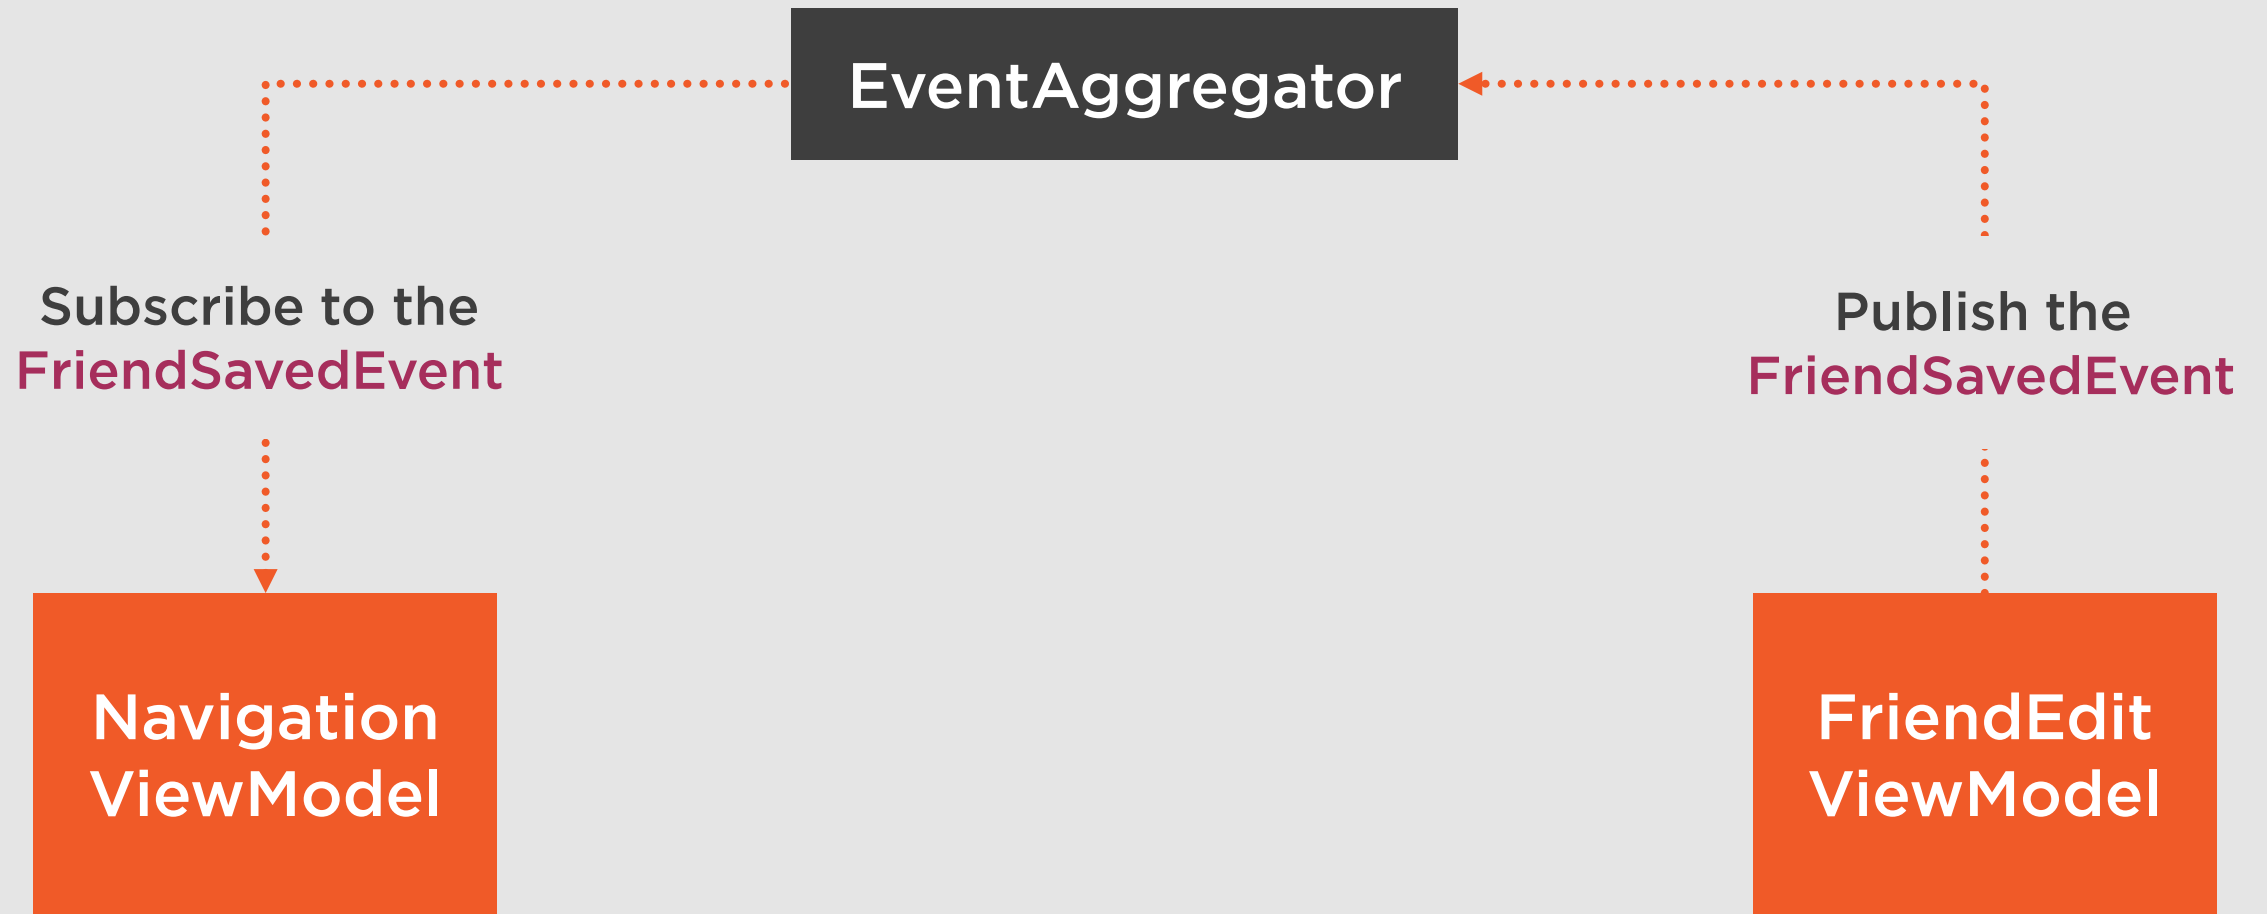 EventAggregator
Subscribe to the
FriendSavedEvent
Publish the
FriendSavedEvent
Navigation
ViewModel
FriendEdit
ViewModel